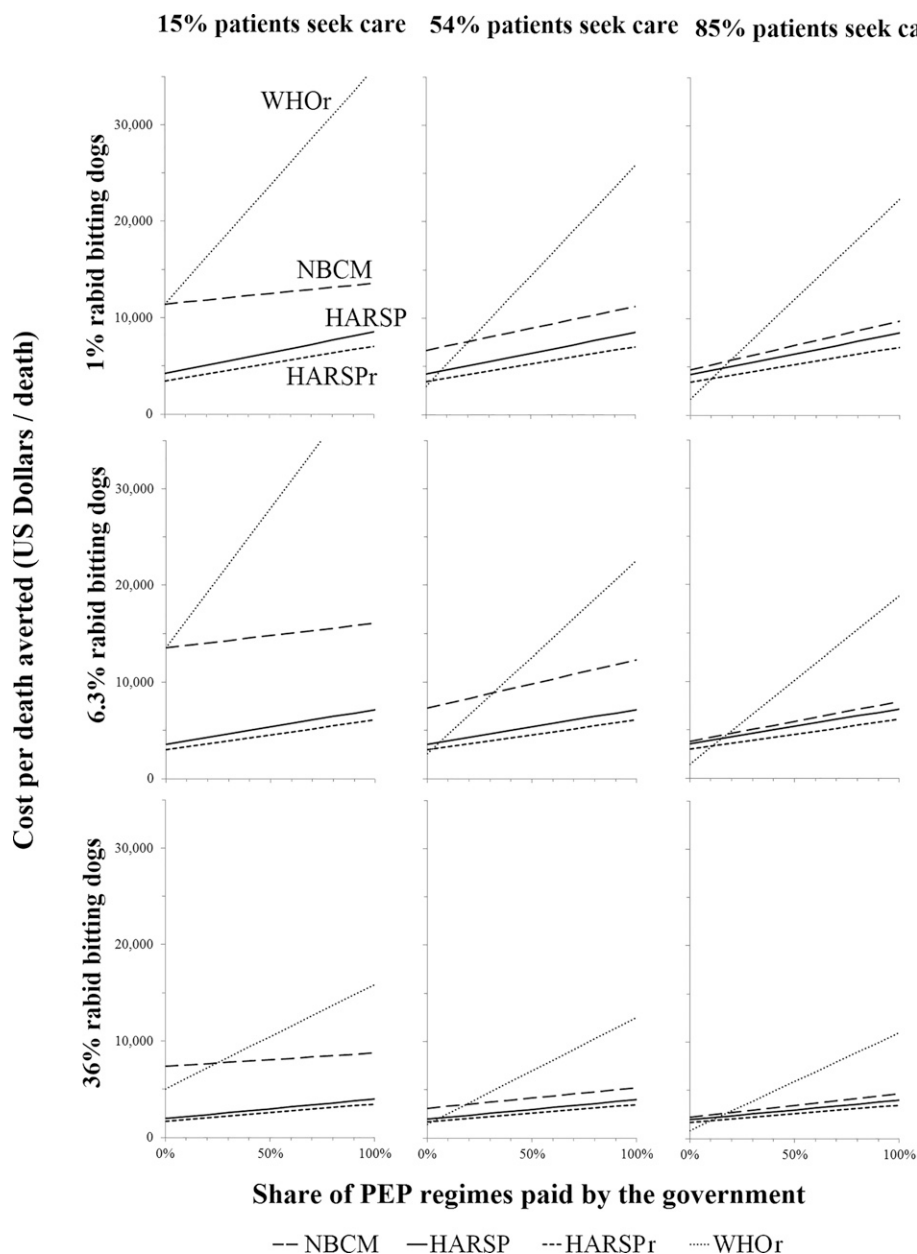 15% patients seek care 54% patients seek care 85% patients seek ca
Cost per death averted (US Dollars / death)
1% rabid bitting dogs
30,000
20,000
10,000
0
WHOr
NBCM
HARSP
HARSPr
6.3% rabid bitting dogs
30,000
20,000
10,000
0
36% rabid bitting dogs
30,000
20,000
10,000
0
0% 50% 100% 0% 50% 100% 0% 50% 100%
Share of PEP regimes paid by the government
NBCM HARSP HARSPr WHOr